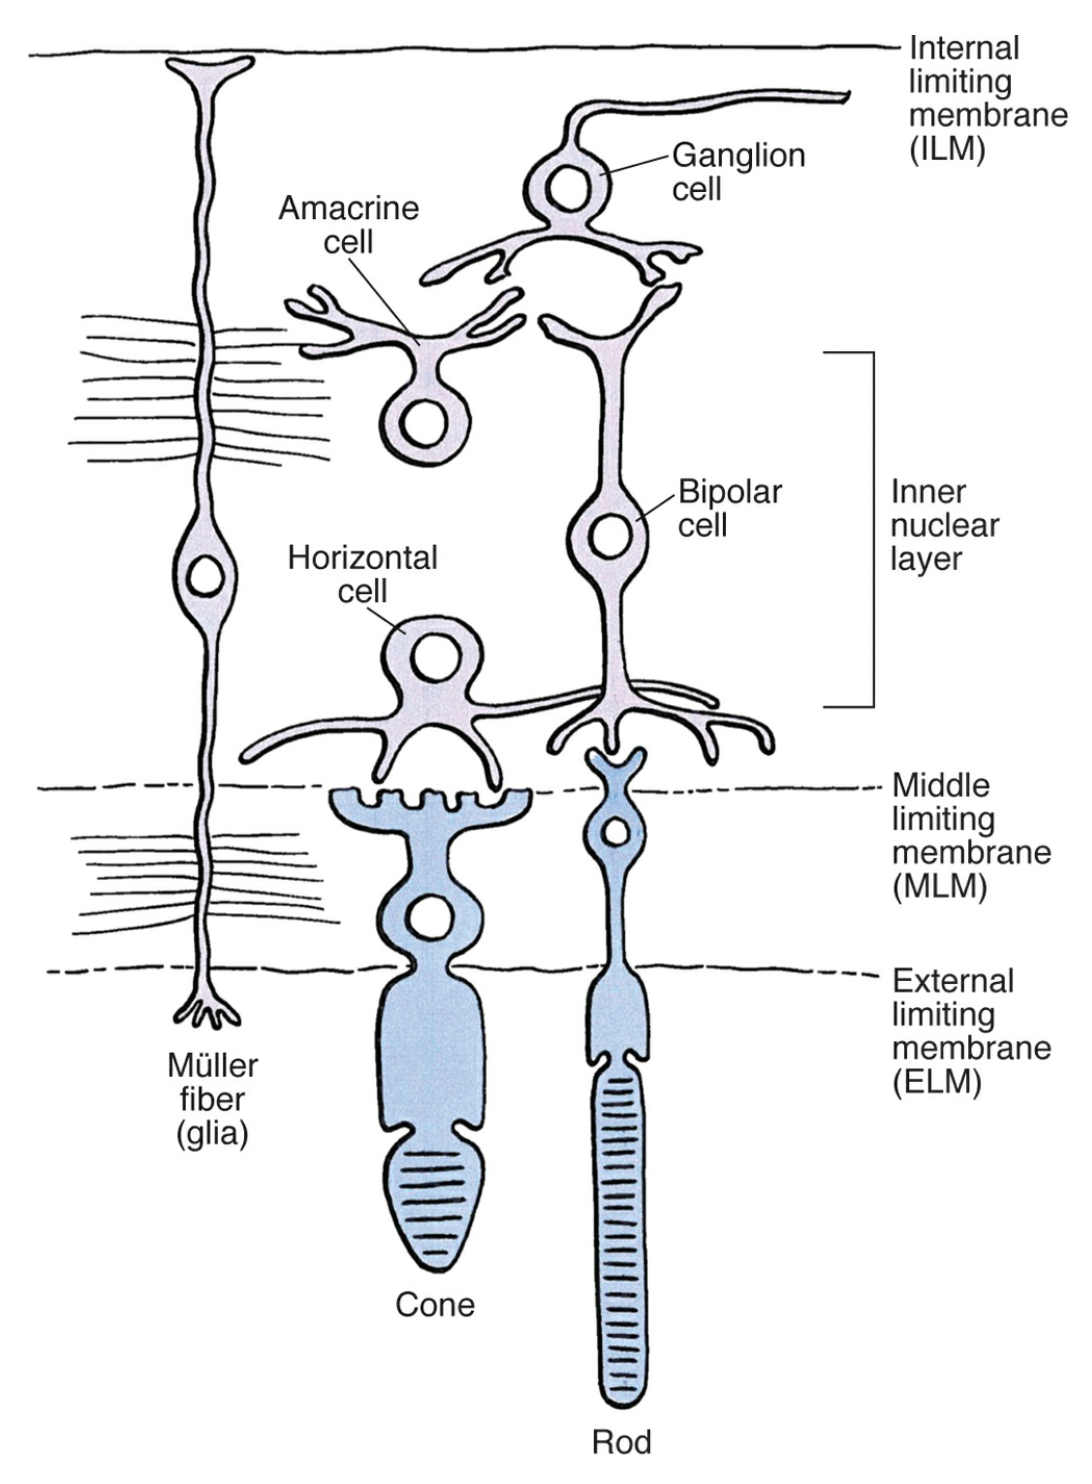 Internal
limiting
membrane
(ILM)
Ganglion
cell
Amacrine
cell
Bipolar
cell
Inner
nuclear
layer
Horizontal
cell
Middle
limiting
membrane
(MLM)
External
limiting
membrane
(ELM)
Müller
fiber
(glia)
Cone
Rod